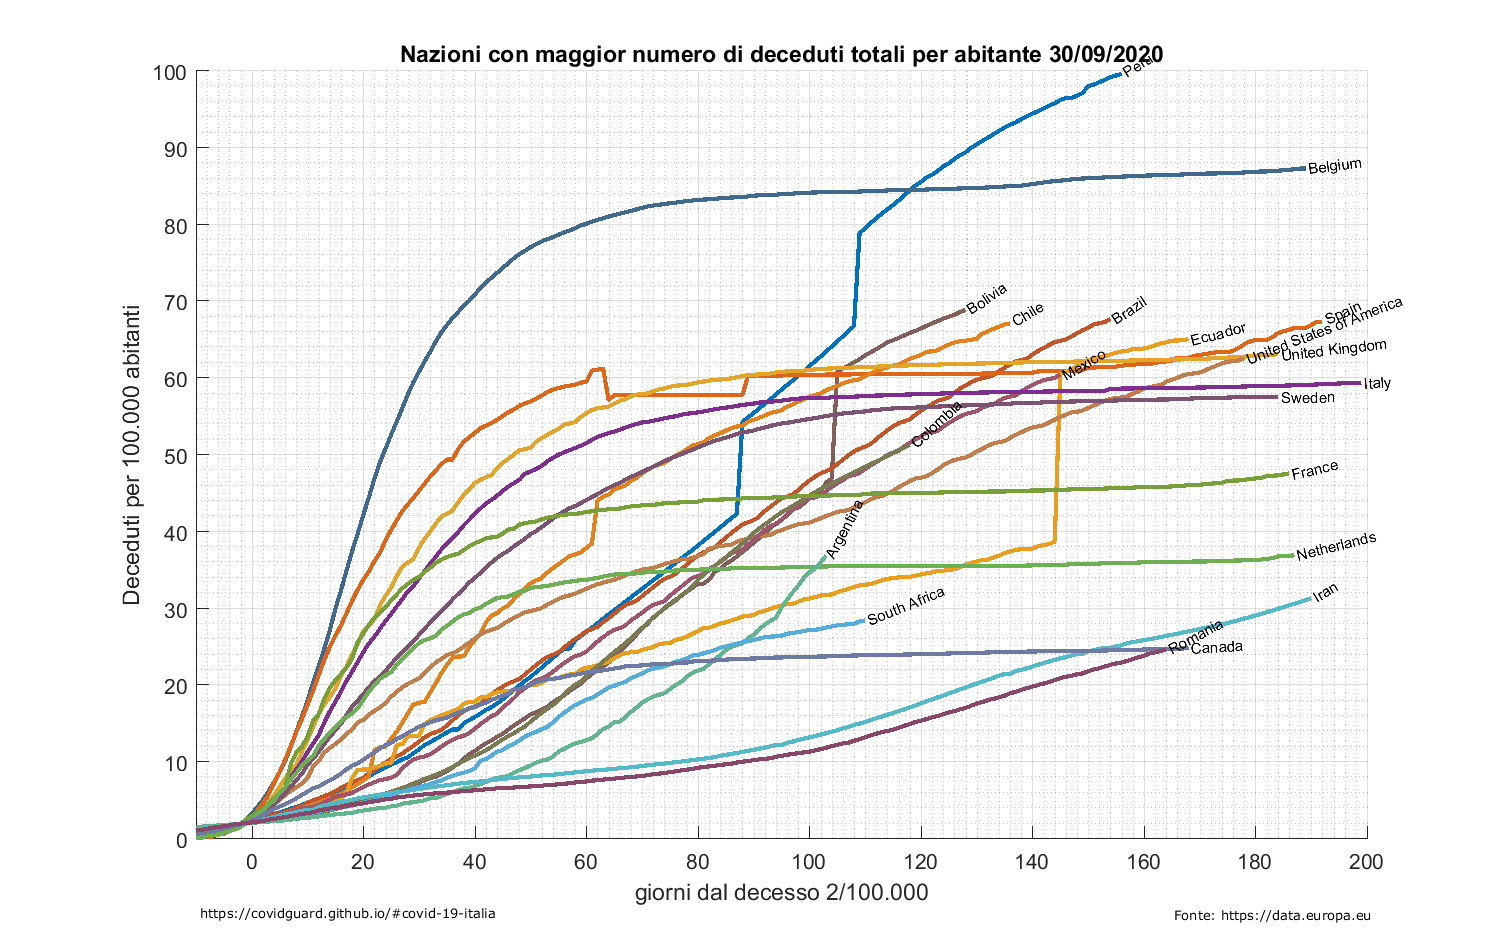 Nazioni con maggior numero di deceduti totali per abitante 30/09/2020
Peru
100
90
80
70
60
50
40
30
20
10
0
Deceduti per 100.000 abitanti
Belgium
Bolivia
Chile
Brazil
Ecuador
Spain
United States of America
United Kingdom
Mexico
Italy
Sweden
Colombia
France
Argentina
Netherlands
South Africa
Iran
Romania
Canada
0 20 40 60 80 100 120 140 160 180 200
giorni dal decesso 2/100.000
https://covidguard.github.io/#covid-19-italia
Fonte: https://data.europa.eu